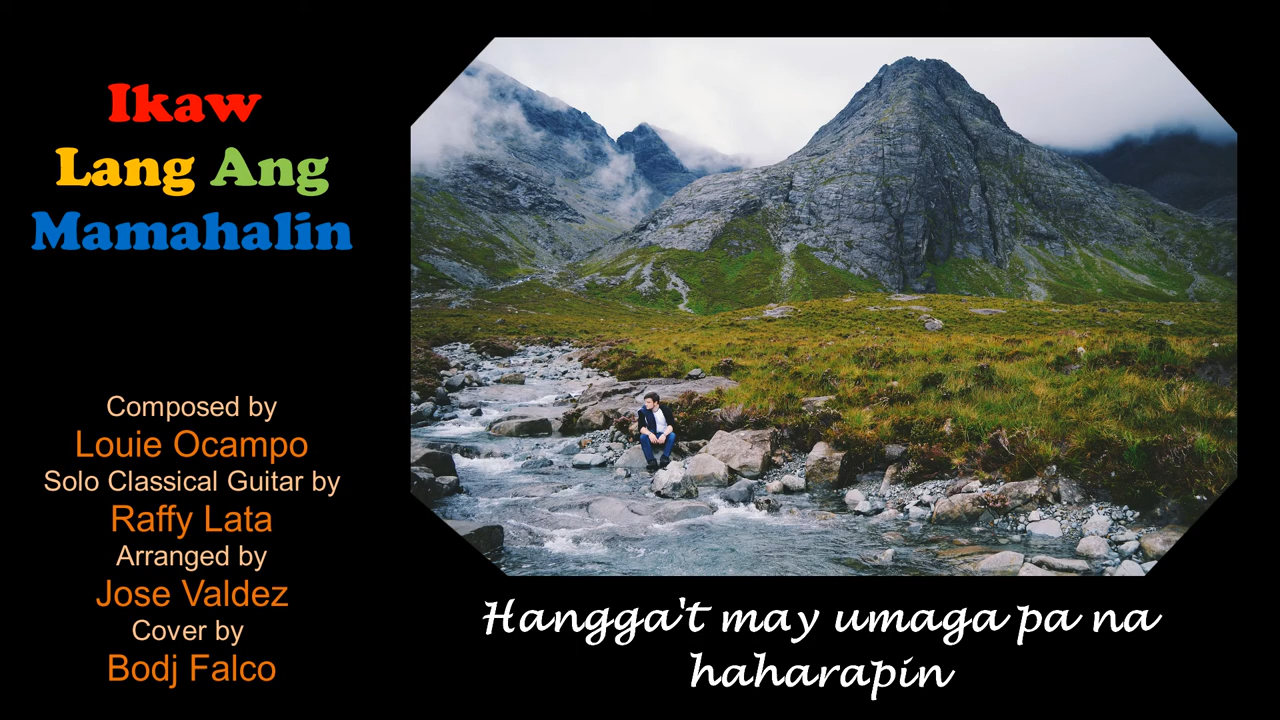 Ikaw
Lang Ang
Mamahalin
Composed by
Louie Ocampo
Solo Classical Guitar by
Raffy Lata
Arranged by
Jose Valdez
Cover by
Bodj Falco
Hangga't may umaga pa na
haharapin